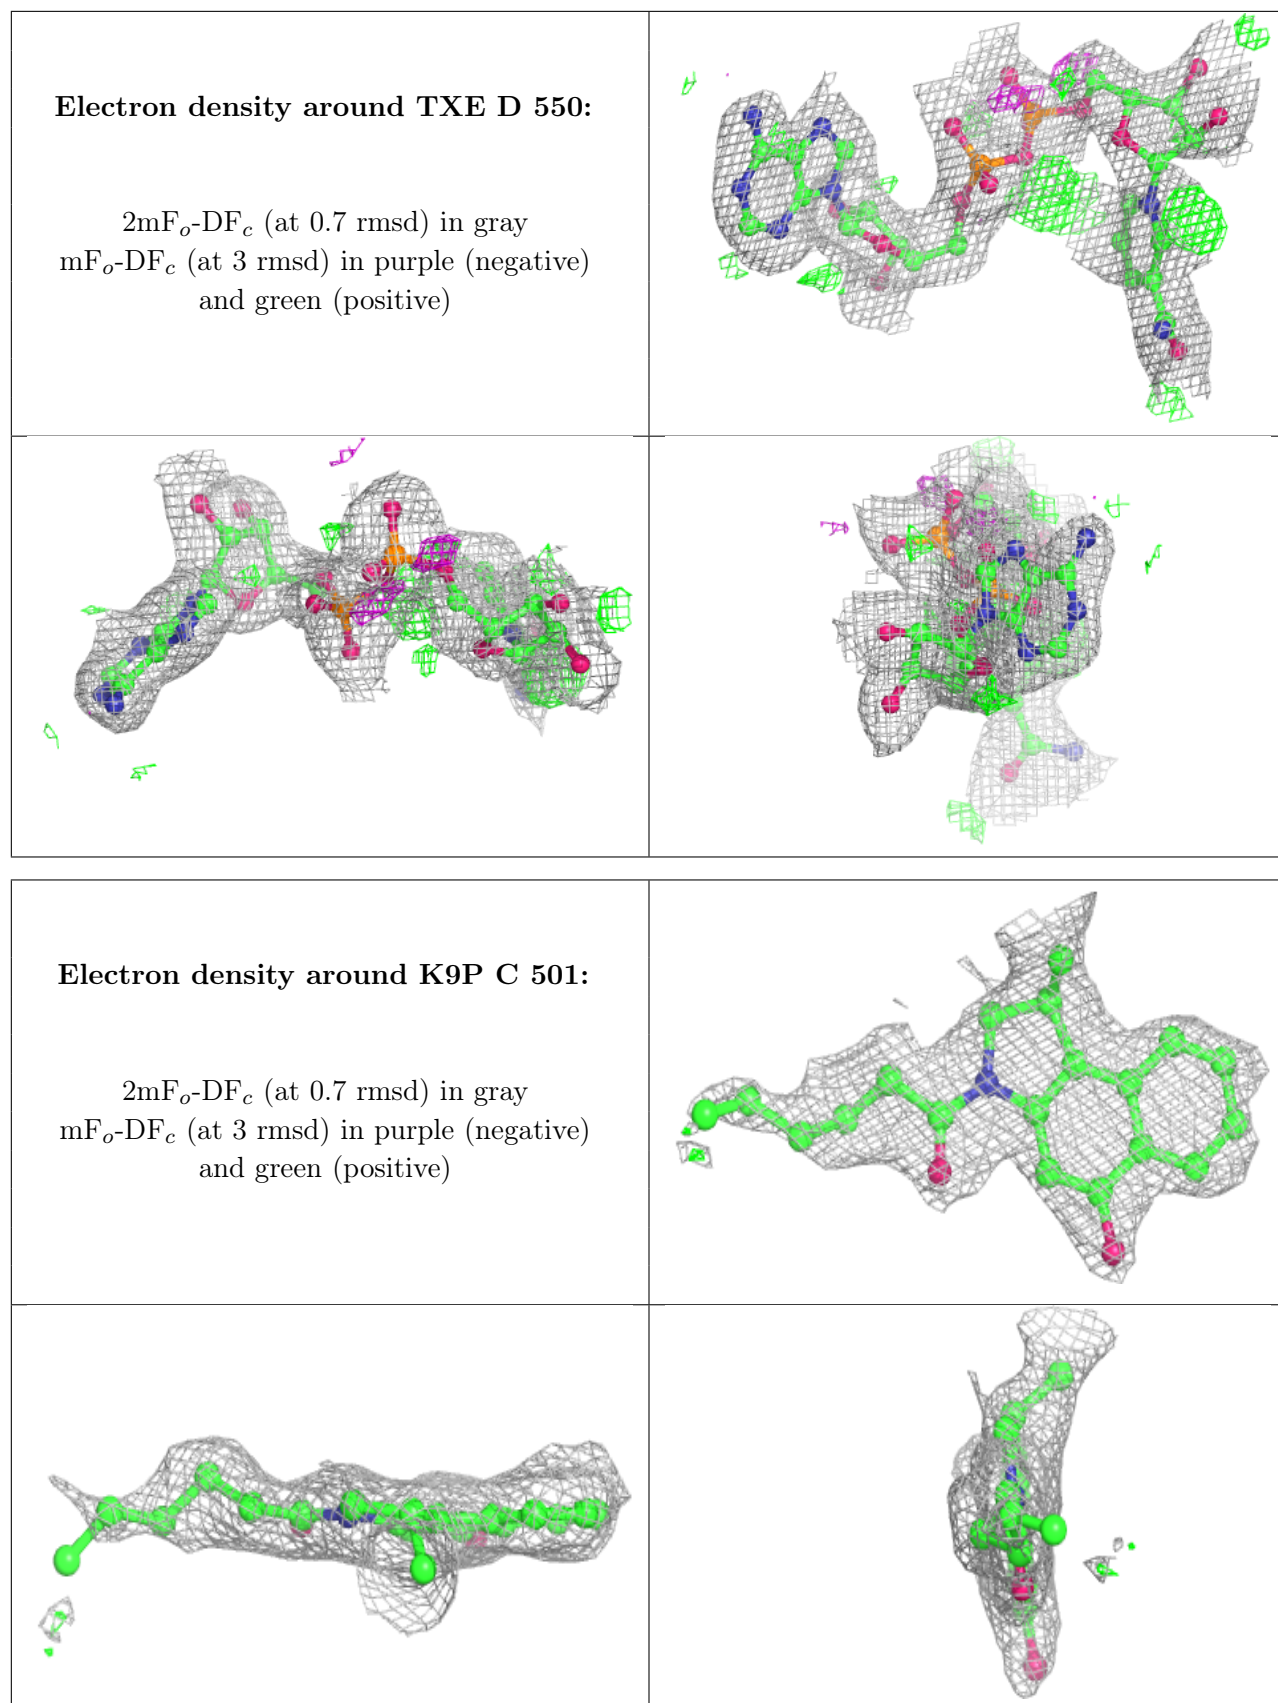 Electron density around TXE D 550:
2mFo-DFc (at 0.7 rmsd) in gray
mFo-DFc (at 3 rmsd) in purple (negative)
and green (positive)
Electron density around K9P C 501:
2mFo-DFc (at 0.7 rmsd) in gray
mFo-DFc (at 3 rmsd) in purple (negative)
and green (positive)